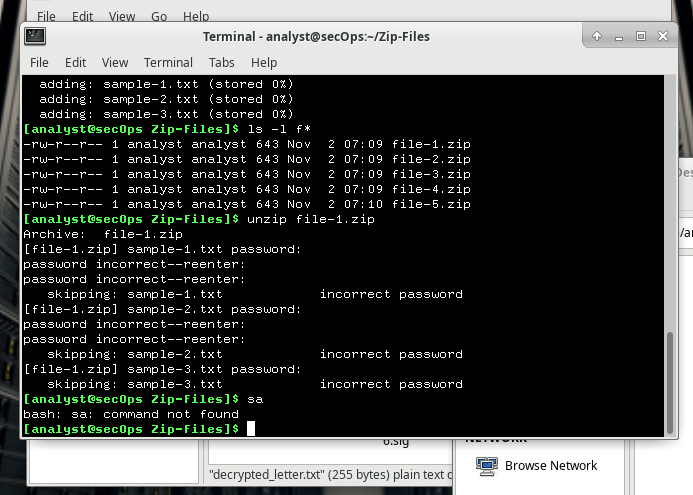 File Edit View Go Help
Terminal - analyst@secOps:~/Zip-Files
File Edit View Terminal Tabs Help
adding: sample-1.txt (stored 0%)
adding: sample-2.txt (stored 0%)
adding: sample-3.txt (stored 0%)
[analyst@secOps Zip-Files]$ ls -l f*
-rw-r--r-- 1 analyst analyst 643 Nov  2 07:09 file-1.zip
-rw-r--r-- 1 analyst analyst 643 Nov  2 07:09 file-2.zip
-rw-r--r-- 1 analyst analyst 643 Nov  2 07:09 file-3.zip
-rw-r--r-- 1 analyst analyst 643 Nov  2 07:09 file-4.zip
-rw-r--r-- 1 analyst analyst 643 Nov  2 07:10 file-5.zip
[analyst@secOps Zip-Files]$ unzip file-1.zip
Archive:  file-1.zip
[file-1.zip] sample-1.txt password:
password incorrect--reenter:
password incorrect--reenter:
skipping: sample-1.txt            incorrect password
[file-1.zip] sample-2.txt password:
password incorrect--reenter:
password incorrect--reenter:
skipping: sample-2.txt            incorrect password
[file-1.zip] sample-3.txt password:
skipping: sample-3.txt            incorrect password
[analyst@secOps Zip-Files]$ sa
bash: sa: command not found
[analyst@secOps Zip-Files]$
Des
/ar
6.sig
NETWORK
Browse Network
"decrypted_letter.txt" (255 bytes) plain text d